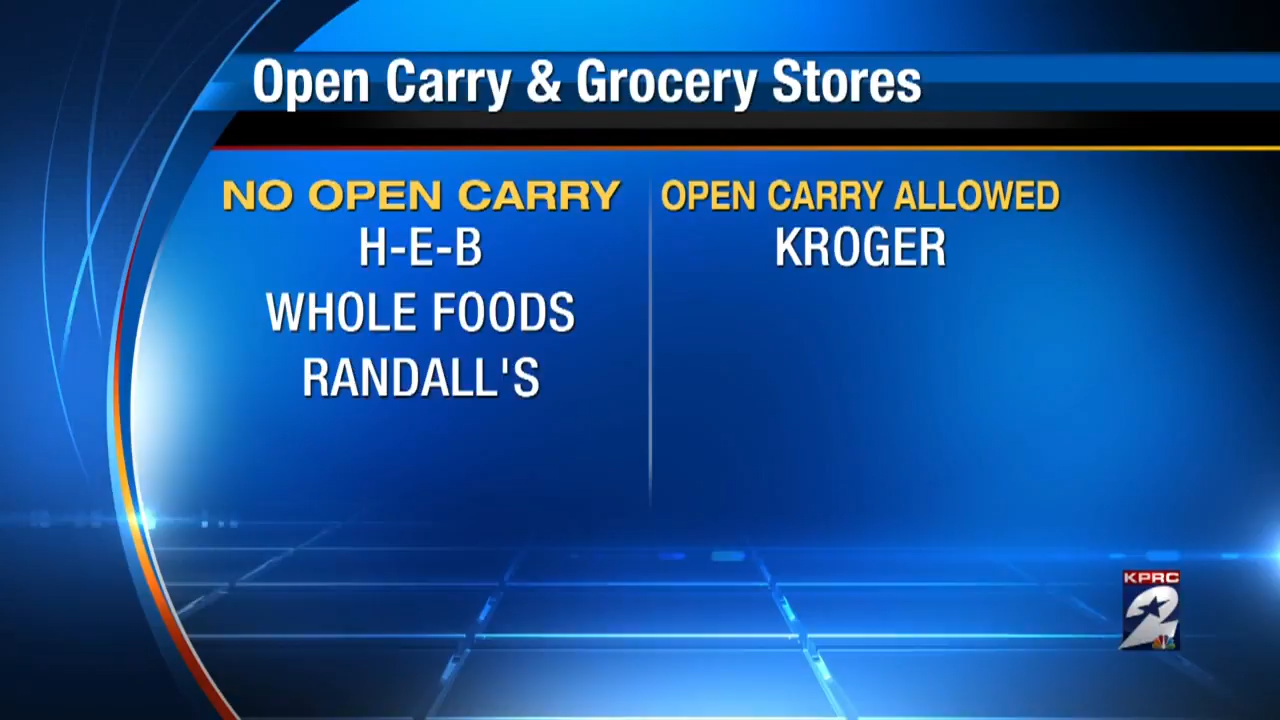 Open Carry & Grocery Stores
NO OPEN CARRY
H-E-B
WHOLE FOODS
RANDALL'S
OPEN CARRY ALLOWED
KROGER
KPRC
2